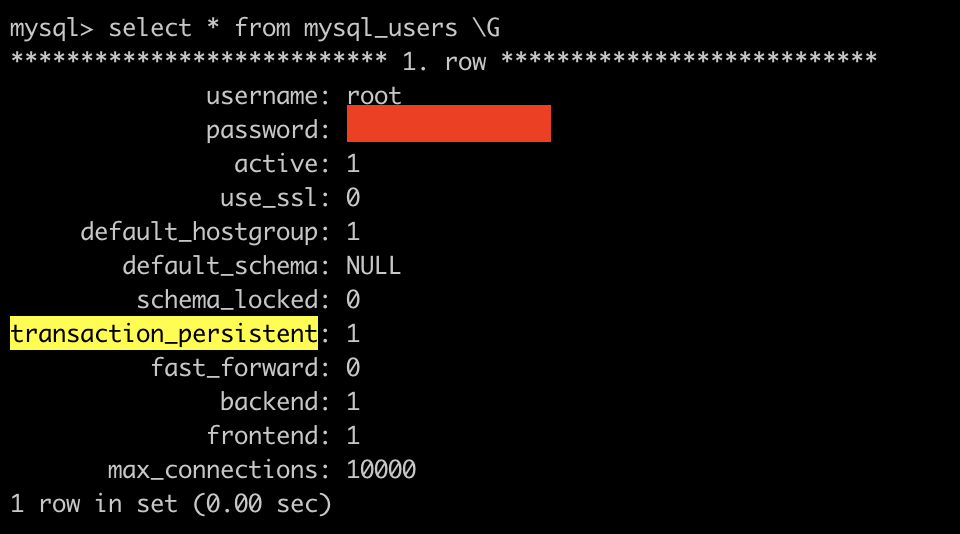 mysql> select * from mysql_users \G
*************************** 1. row ***************************
username: root
password:
active: 1
use_ssl: 0
default_hostgroup: 1
default_schema: NULL
schema_locked: 0
transaction_persistent: 1
fast_forward: 0
backend: 1
frontend: 1
max_connections: 10000
1 row in set (0.00 sec)